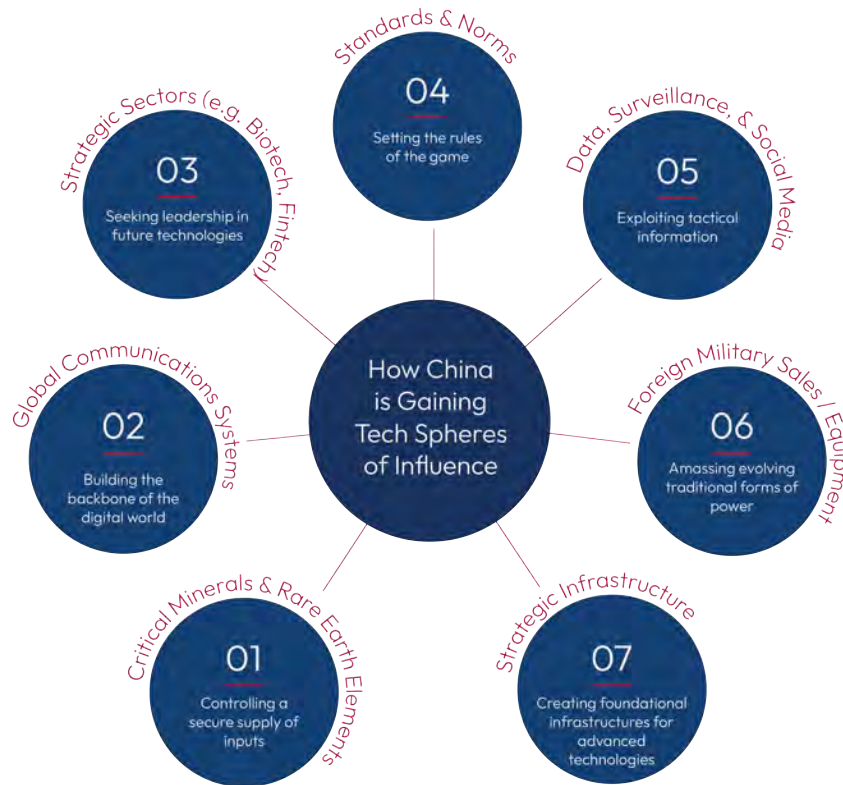 How China
is Gaining
Tech Spheres
of Influence
Critical Minerals & Rare Earth Elements
01
Controlling a
secure supply of
inputs
Global Communications Systems
02
Building the
backbone of the
digital world
Strategic Sectors (e.g. Biotech, Fintech)
03
Seeking leadership in
future technologies
Standards & Norms
04
Setting the rules
of the game
Data, Surveillance, & Social Media
05
Exploiting tactical
information
Foreign Military Sales / Equipment
06
Amassing evolving
traditional forms of
power
Strategic Infrastructure
07
Creating foundational
infrastructures for
advanced
technologies